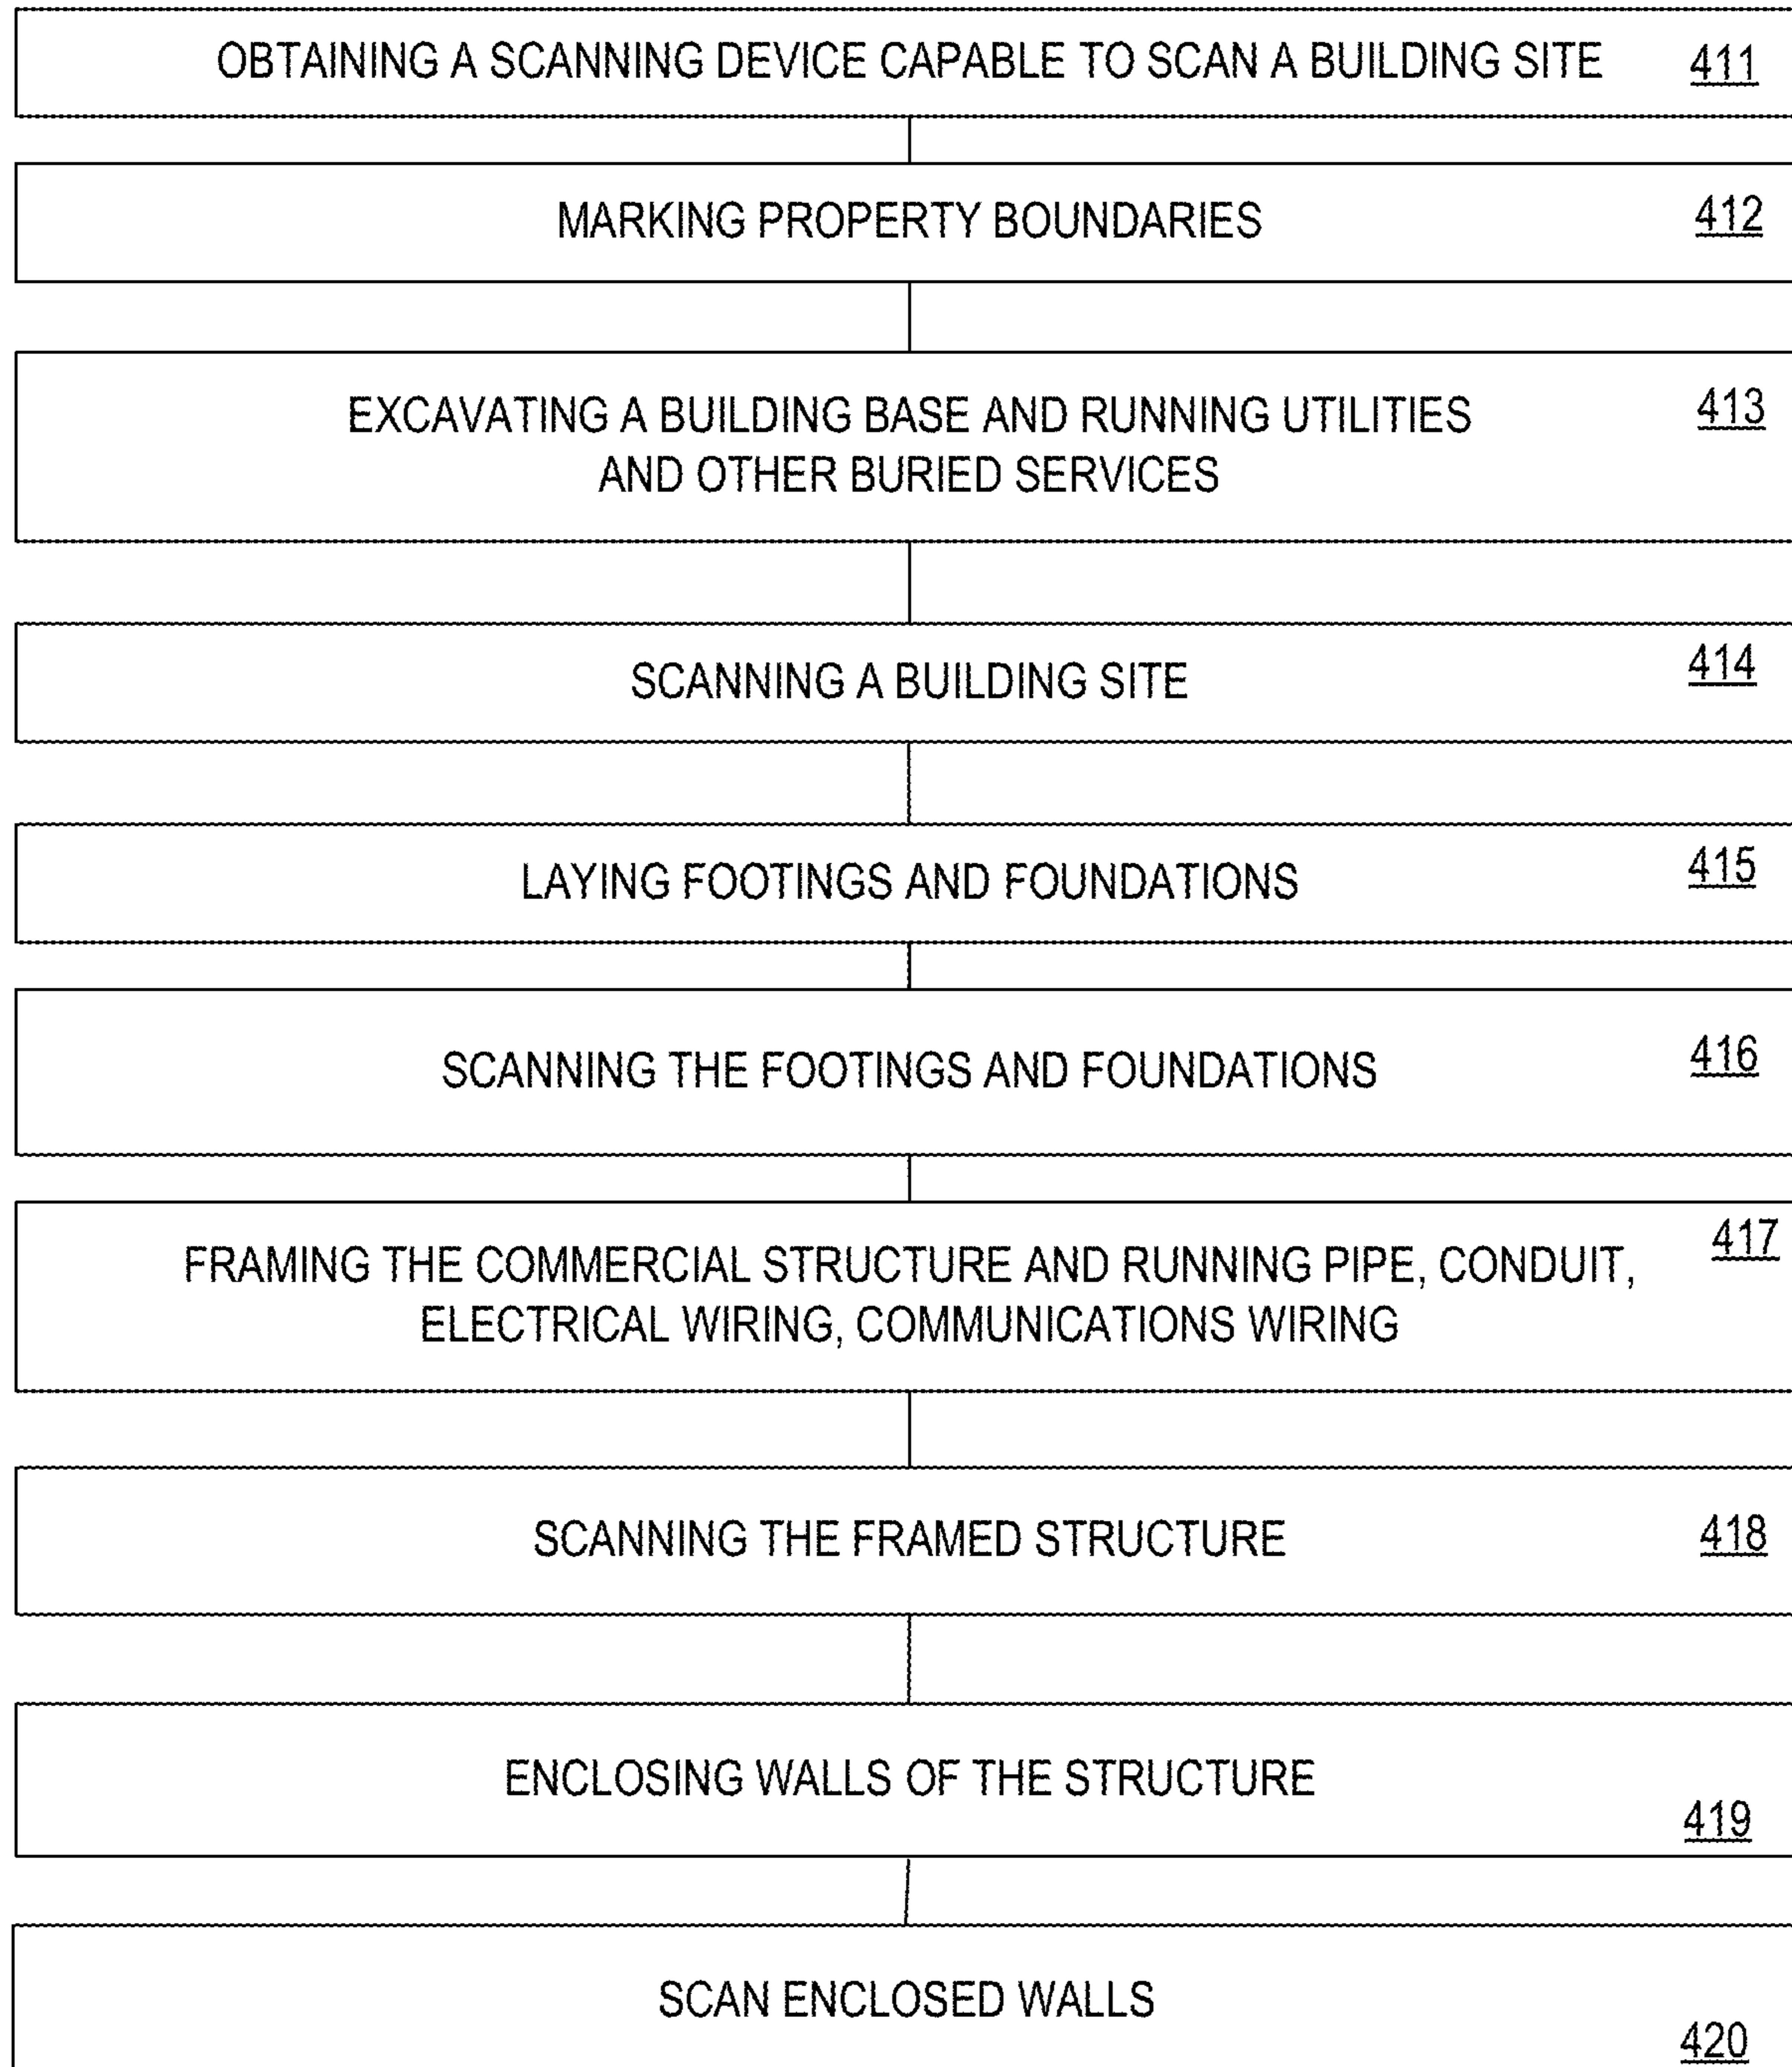 OBTAINING A SCANNING DEVICE CAPABLE TO SCAN A BUILDING SITE 411
MARKING PROPERTY BOUNDARIES 412
EXCAVATING A BUILDING BASE AND RUNNING UTILITIES 413
AND OTHER BURIED SERVICES
SCANNING A BUILDING SITE 414
LAYING FOOTINGS AND FOUNDATIONS 415
SCANNING THE FOOTINGS AND FOUNDATIONS 416
FRAMING THE COMMERCIAL STRUCTURE AND RUNNING PIPE, CONDUIT, 417
ELECTRICAL WIRING, COMMUNICATIONS WIRING
SCANNING THE FRAMED STRUCTURE 418
ENCLOSING WALLS OF THE STRUCTURE
419
SCAN ENCLOSED WALLS
420